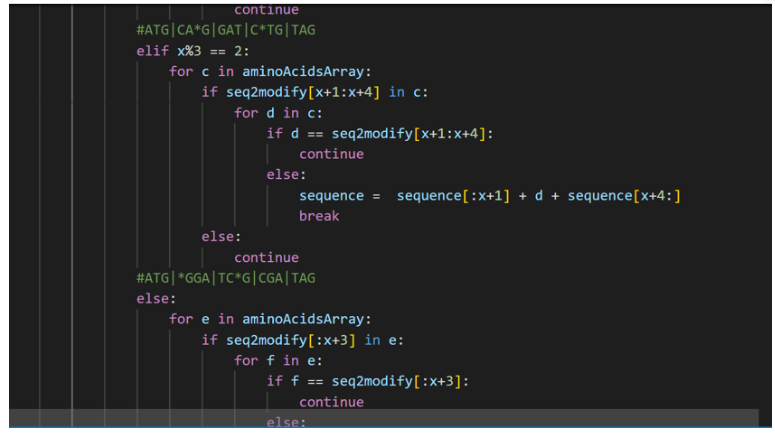 continue
#ATG|CA*G|GAT|C*TG|TAG
elif x%3 == 2:
for c in aminoAcidsArray:
if seq2modify[x+1:x+4] in c:
for d in c:
if d == seq2modify[x+1:x+4]:
continue
else:
sequence =  sequence[:x+1] + d + sequence[x+4:]
break
else:
continue
#ATG|*GGA|TC*G|CGA|TAG
else:
for e in aminoAcidsArray:
if seq2modify[:x+3] in e:
for f in e:
if f == seq2modify[:x+3]:
continue
else: